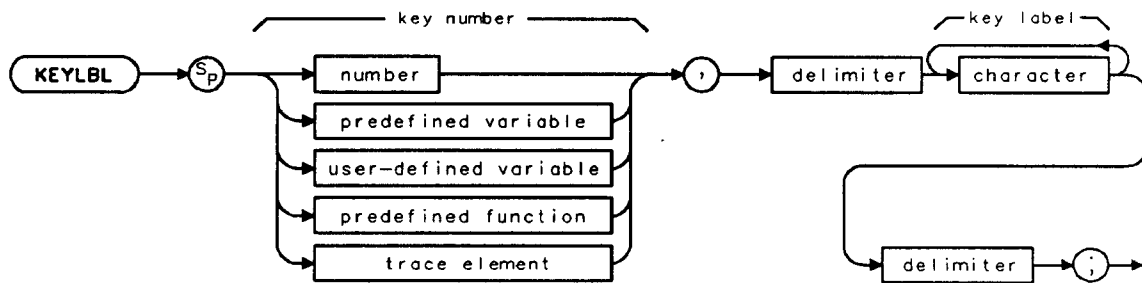 key number
key label
KEYLBL
Sp
number
,
delimiter
character
predefined variable
user-defined variable
predefined function
trace element
delimiter
;